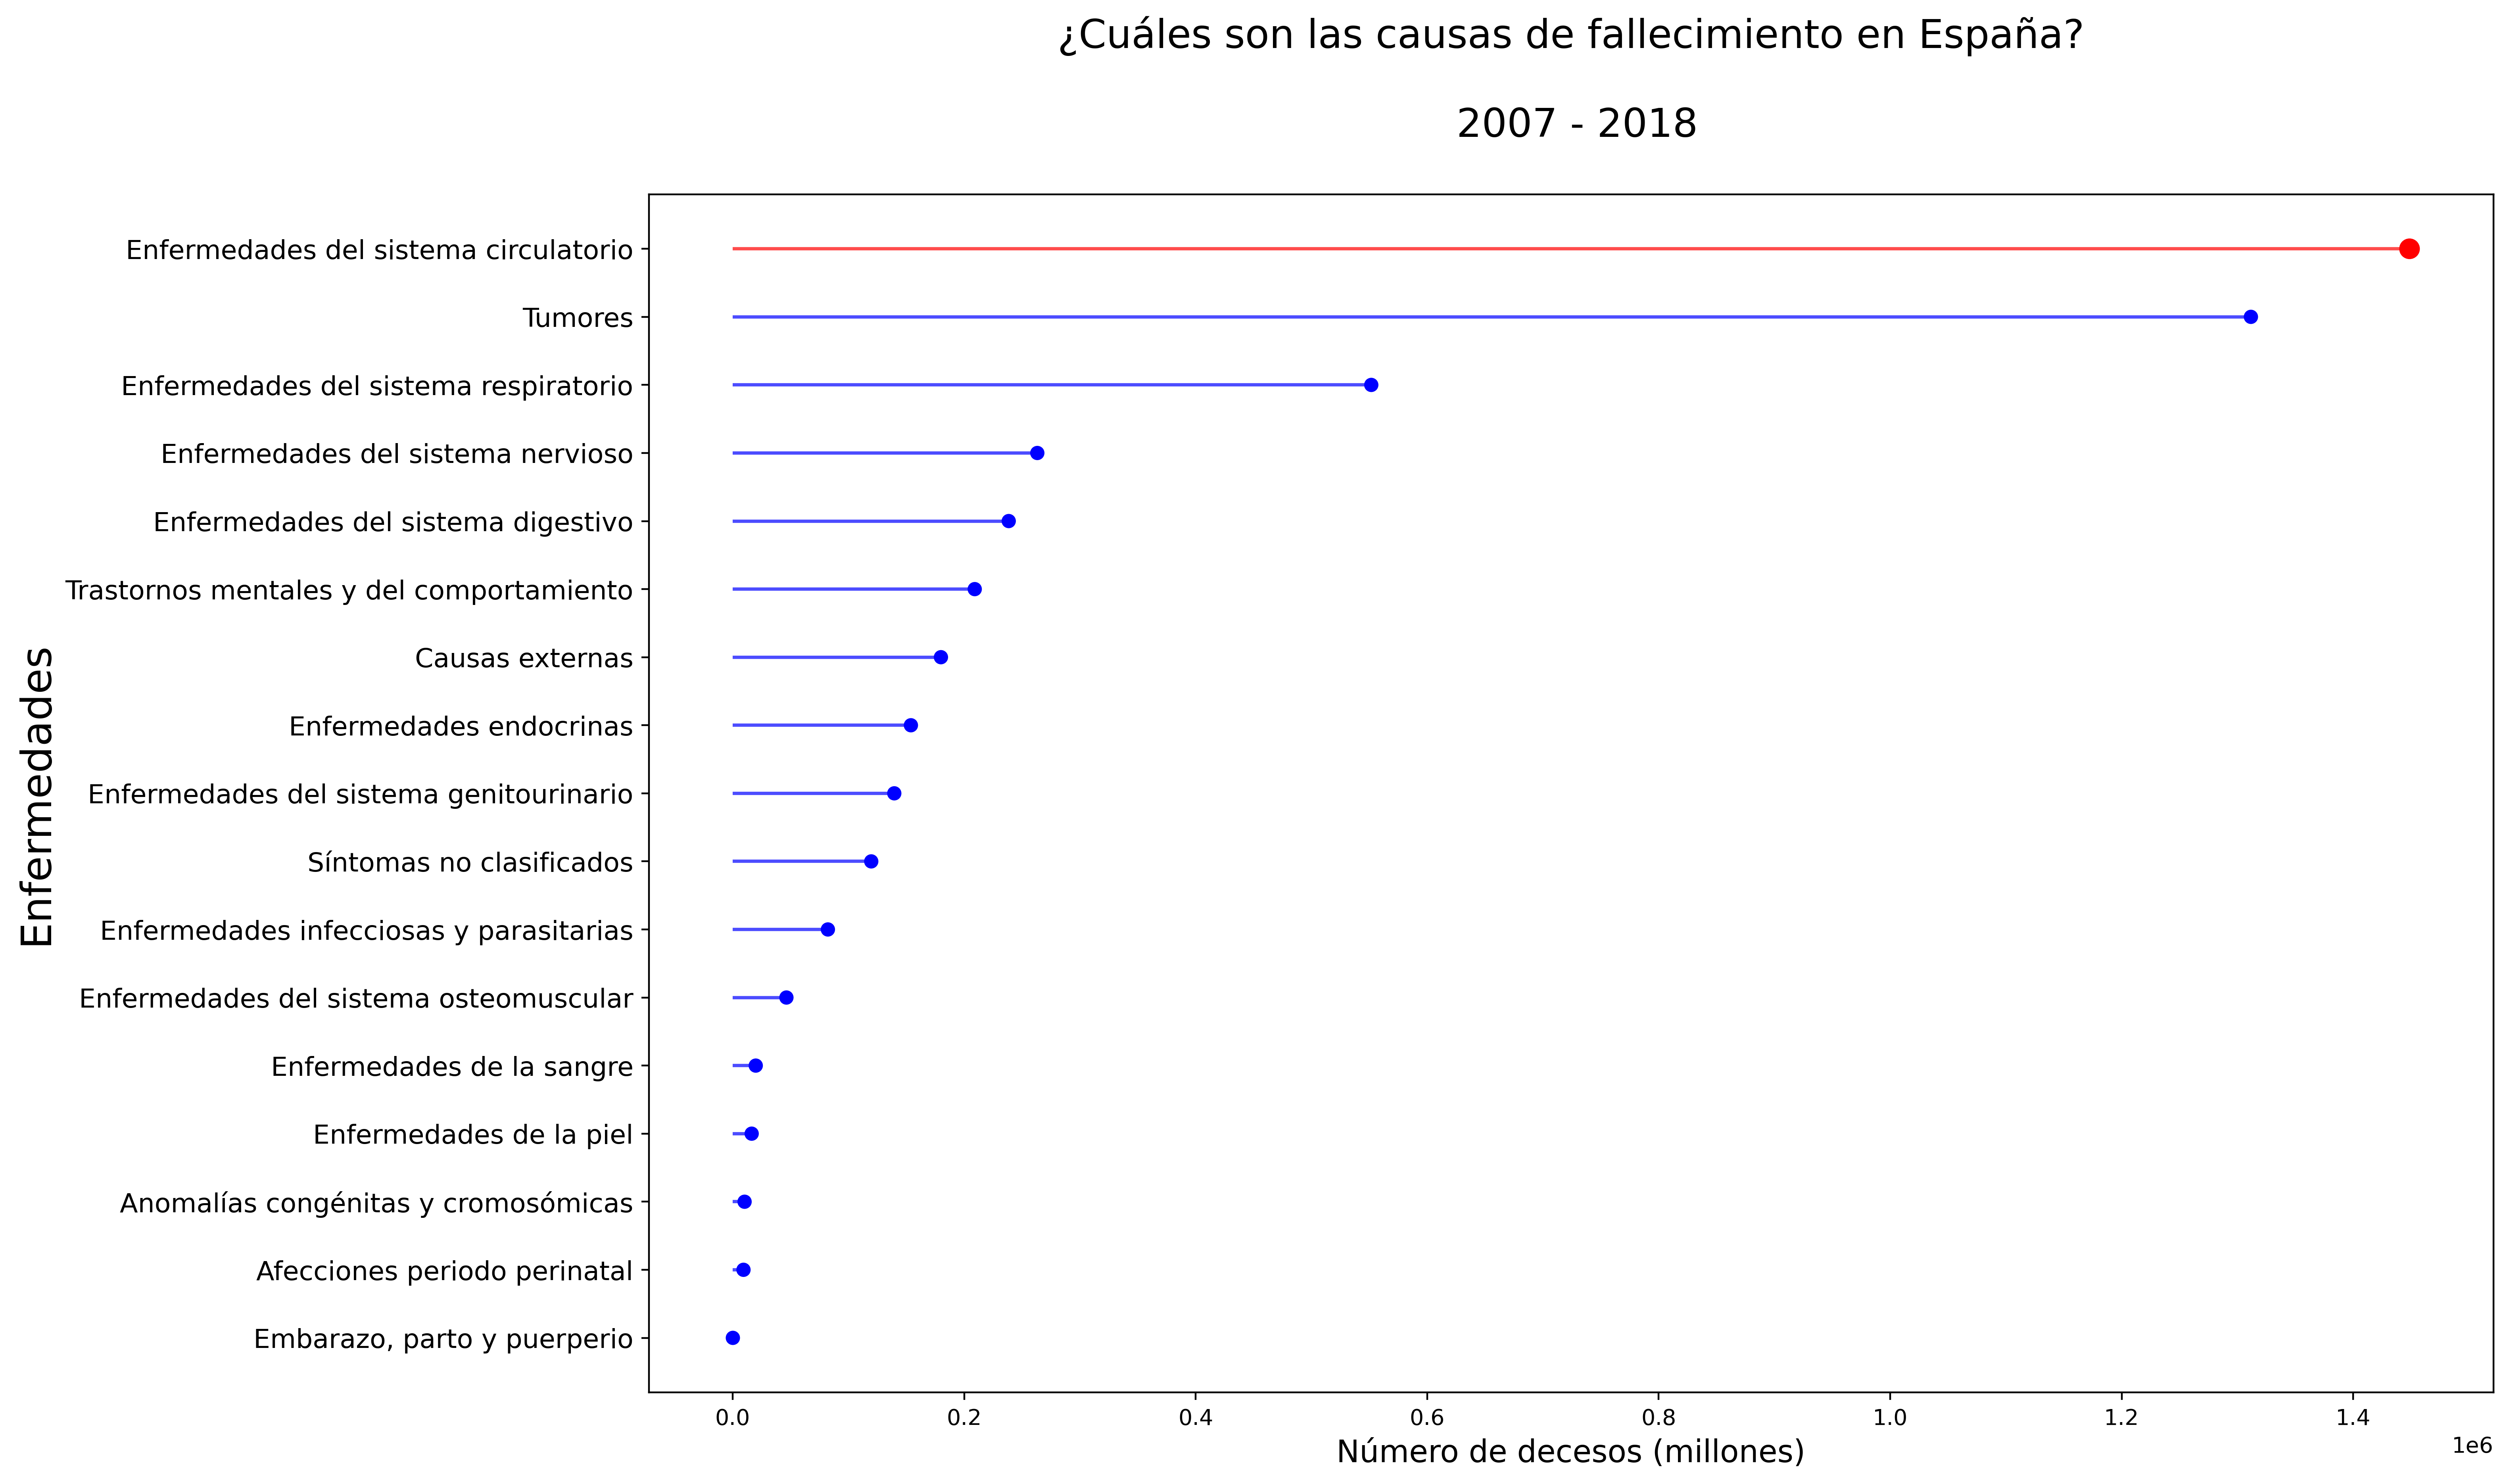 ¿Cuáles son las causas de fallecimiento en España?
2007 - 2018
Enfermedades
Enfermedades del sistema circulatorio
Tumores
Enfermedades del sistema respiratorio
Enfermedades del sistema nervioso
Enfermedades del sistema digestivo
Trastornos mentales y del comportamiento
Causas externas
Enfermedades endocrinas
Enfermedades del sistema genitourinario
Síntomas no clasificados
Enfermedades infecciosas y parasitarias
Enfermedades del sistema osteomuscular
Enfermedades de la sangre
Enfermedades de la piel
Anomalías congénitas y cromosómicas
Afecciones periodo perinatal
Embarazo, parto y puerperio
0.0 0.2 0.4 0.6 0.8 1.0 1.2 1.4
1e6
Número de decesos (millones)